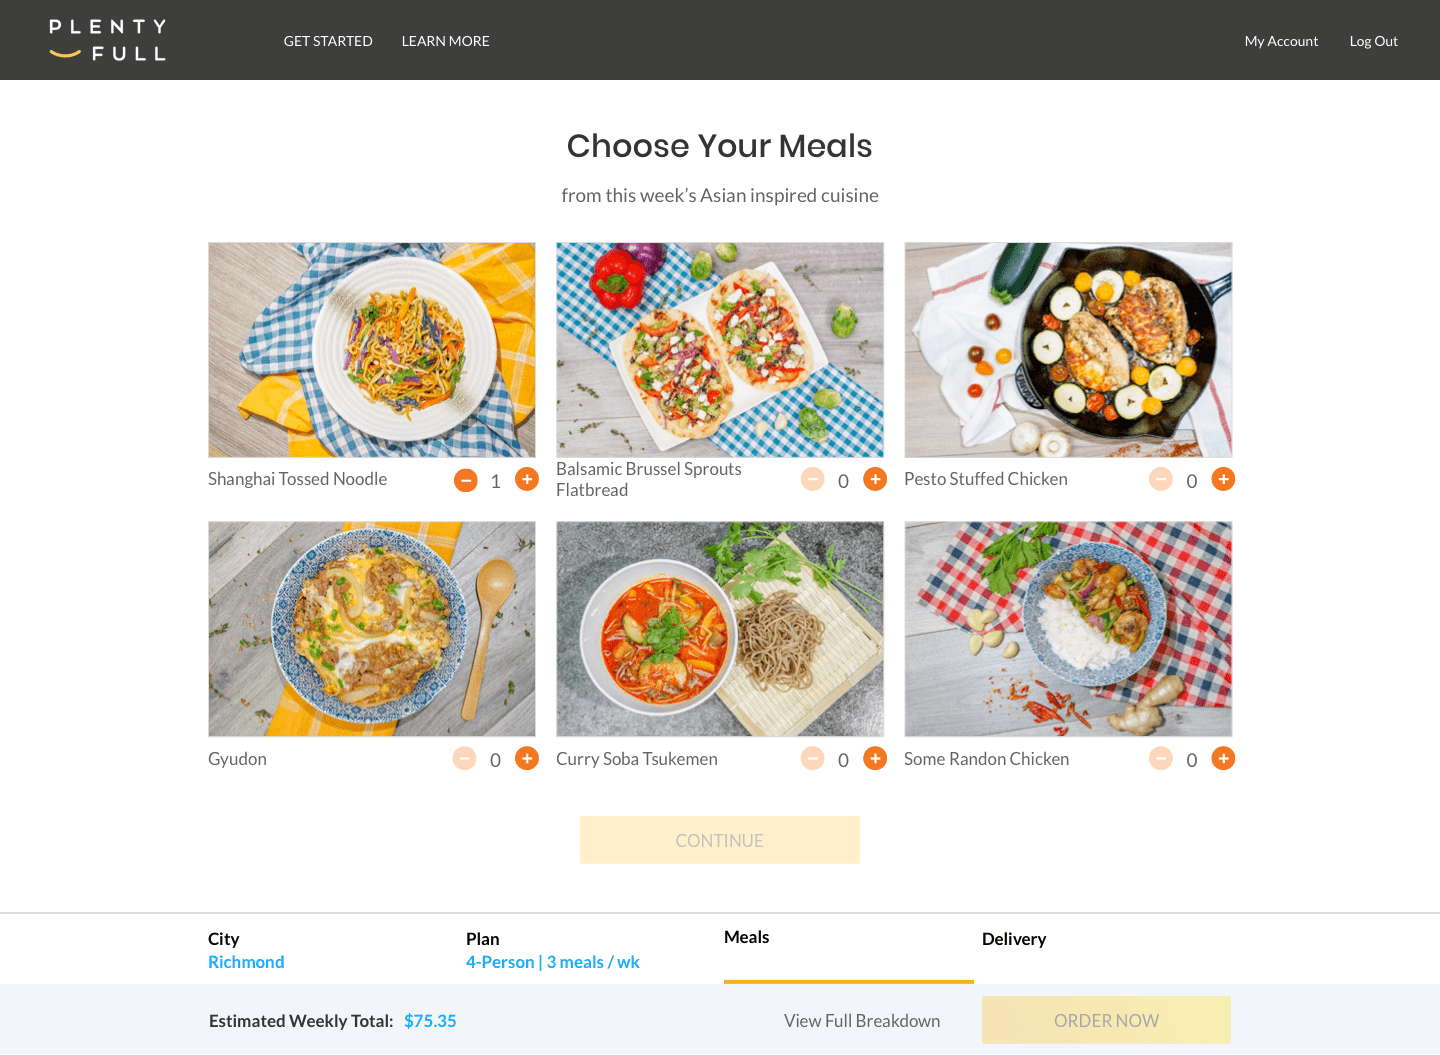 PLENTY
FULL
GET STARTED
LEARN MORE
My Account
Log Out
Choose Your Meals
from this week’s Asian inspired cuisine
Shanghai Tossed Noodle
1
Balsamic Brussel Sprouts
Flatbread
0
Pesto Stuffed Chicken
0
Gyudon
0
Curry Soba Tsukemen
0
Some Randon Chicken
0
CONTINUE
City
Richmond
Plan
4-Person | 3 meals / wk
Meals
Delivery
Estimated Weekly Total: $75.35
View Full Breakdown
ORDER NOW